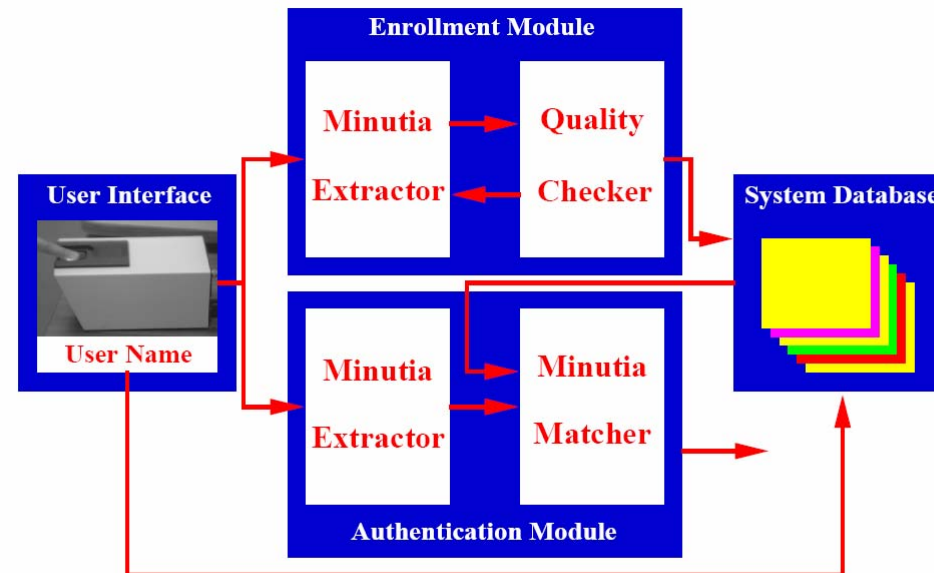 Enrollment Module
Minutia
Extractor
Quality
Checker
User Interface
User Name
System Database
Minutia
Extractor
Minutia
Matcher
Authentication Module